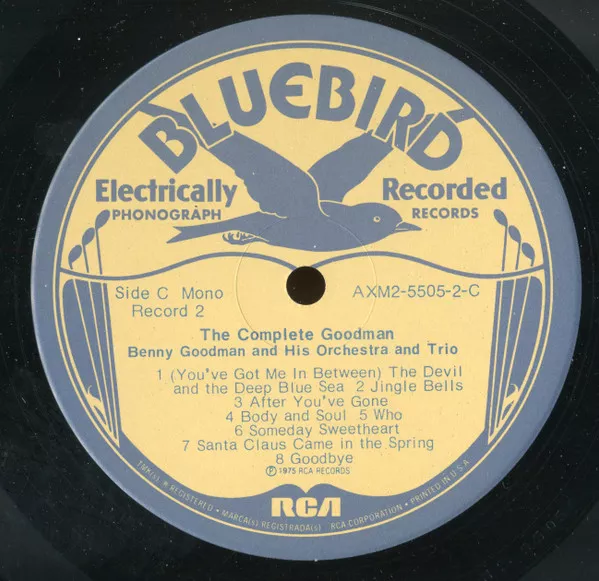 BLUEBIRD
Electrically Recorded
PHONOGRAPH RECORDS
Side C Mono AXM2-5505-2-C
Record 2
The Complete Goodman
Benny Goodman and His Orchestra and Trio
1 (You've Got Me In Between) The Devil
and the Deep Blue Sea 2 Jingle Bells
3 After You've Gone
4 Body and Soul 5 Who
6 Someday Sweetheart
7 Santa Claus Came in the Spring
8 Goodbye
Ⓟ 1975 RCA RECORDS
TMK(s) ® REGISTERED • MARCA(s) REGISTRADA(s) RCA CORPORATION • PRINTED IN U.S.A.
RCA